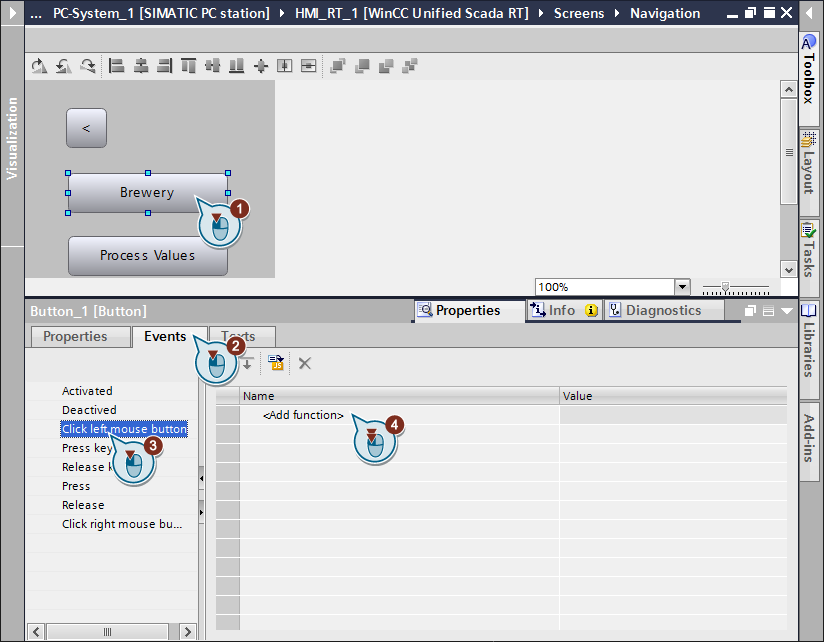 ... PC-System_1 [SIMATIC PC station] HMI_RT_1 [WinCC Unified Scada RT] Screens Navigation
Visualization
Toolbox
Layout
Tasks
Libraries
Add-ins
<
Brewery
1
Process Values
100%
Button_1 [Button]
Properties
Info
Diagnostics
Properties
Events
Texts
2
JS
Name
Value
Activated
Deactived
Click left mouse button
Press key
Release k
Press
Release
Click right mouse bu...
3
<Add function>
4